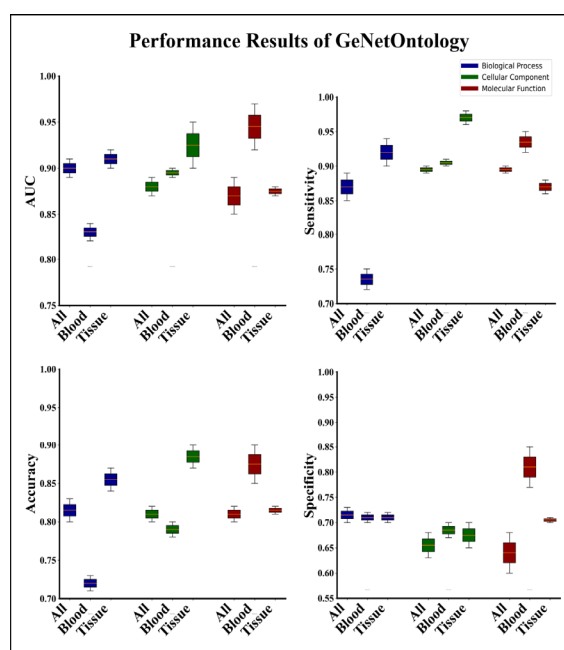 Performance Results of GeNetOntology
Biological Process
Cellular Component
Molecular Function
AUC
1.00
0.95
0.90
0.85
0.80
0.75
All
Blood
Tissue
All
Blood
Tissue
All
Blood
Tissue
Sensitivity
1.00
0.95
0.90
0.85
0.80
0.75
0.70
All
Blood
Tissue
All
Blood
Tissue
All
Blood
Tissue
Accuracy
1.00
0.95
0.90
0.85
0.80
0.75
0.70
All
Blood
Tissue
All
Blood
Tissue
All
Blood
Tissue
Specificity
1.00
0.95
0.90
0.85
0.80
0.75
0.70
0.65
0.60
0.55
All
Blood
Tissue
All
Blood
Tissue
All
Blood
Tissue